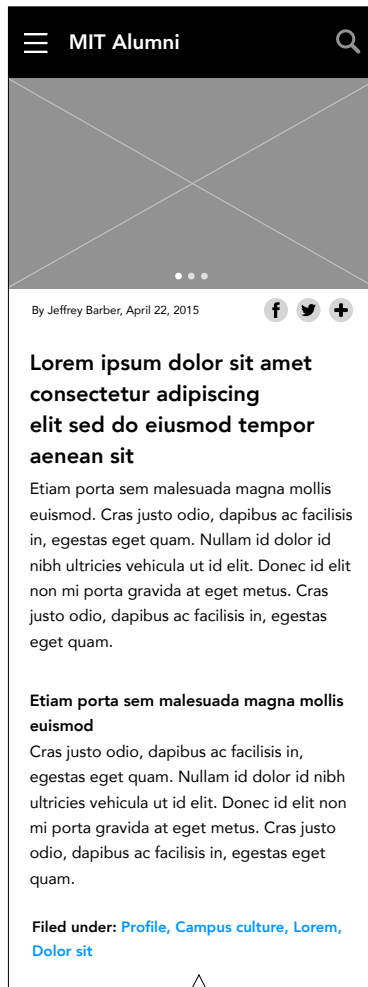 MIT Alumni
By Jeffrey Barber, April 22, 2015
Lorem ipsum dolor sit amet
consectetur adipiscing
elit sed do eiusmod tempor
aenean sit
Etiam porta sem malesuada magna mollis
euismod. Cras justo odio, dapibus ac facilisis
in, egestas eget quam. Nullam id dolor id
nibh ultricies vehicula ut id elit. Donec id elit
non mi porta gravida at eget metus. Cras
justo odio, dapibus ac facilisis in, egestas
eget quam.
Etiam porta sem malesuada magna mollis
euismod
Cras justo odio, dapibus ac facilisis in,
egestas eget quam. Nullam id dolor id nibh
ultricies vehicula ut id elit. Donec id elit non
mi porta gravida at eget metus. Cras justo
odio, dapibus ac facilisis in, egestas eget
quam.
Filed under: Profile, Campus culture, Lorem,
Dolor sit